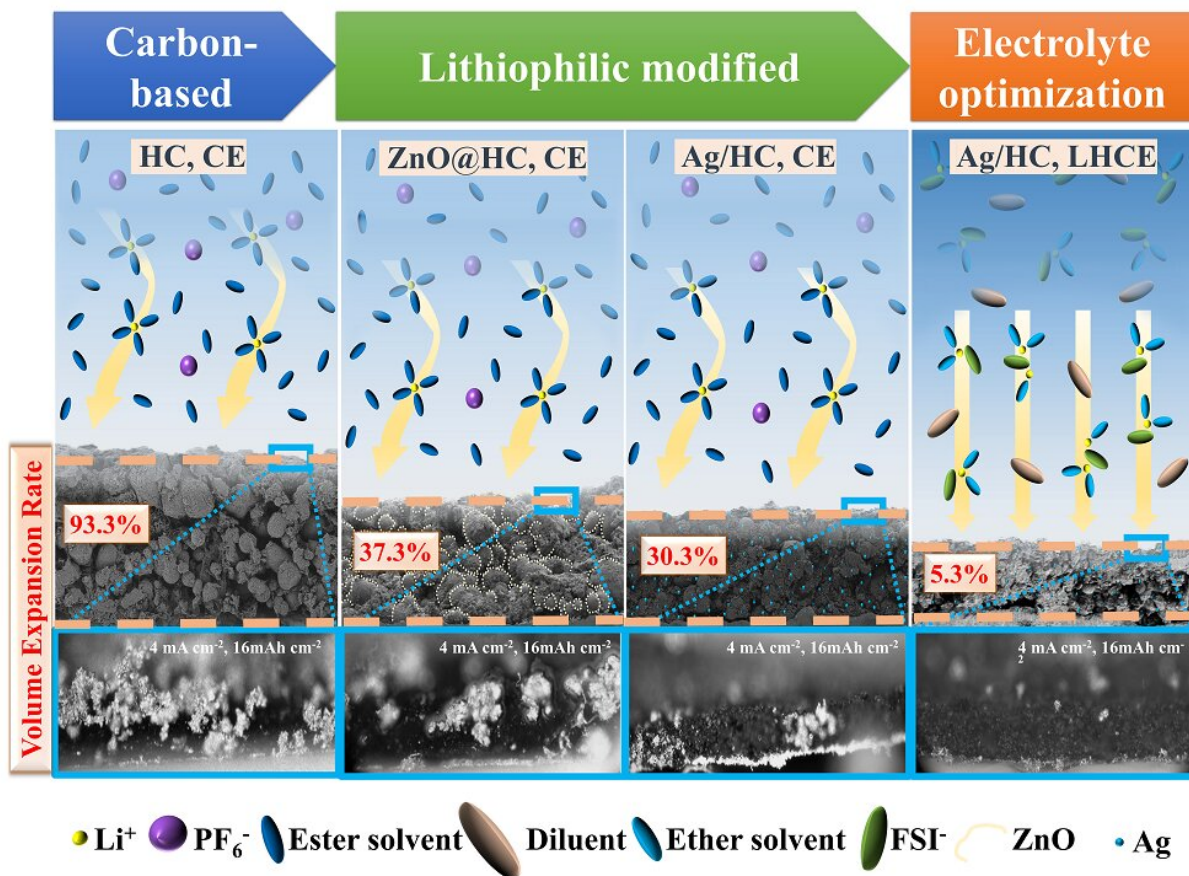 Carbon-
based
Lithiophilic modified
Electrolyte
optimization
HC, CE
ZnO@HC, CE
Ag/HC, CE
Ag/HC, LHCE
Volume Expansion Rate
93.3%
37.3%
30.3%
5.3%
4 mA cm⁻², 16mAh cm⁻²
4 mA cm⁻², 16mAh cm⁻²
4 mA cm⁻², 16mAh cm⁻²
4 mA cm⁻², 16mAh cm⁻
2
Li⁺ PF₆⁻ Ester solvent Diluent Ether solvent FSI⁻ ZnO Ag